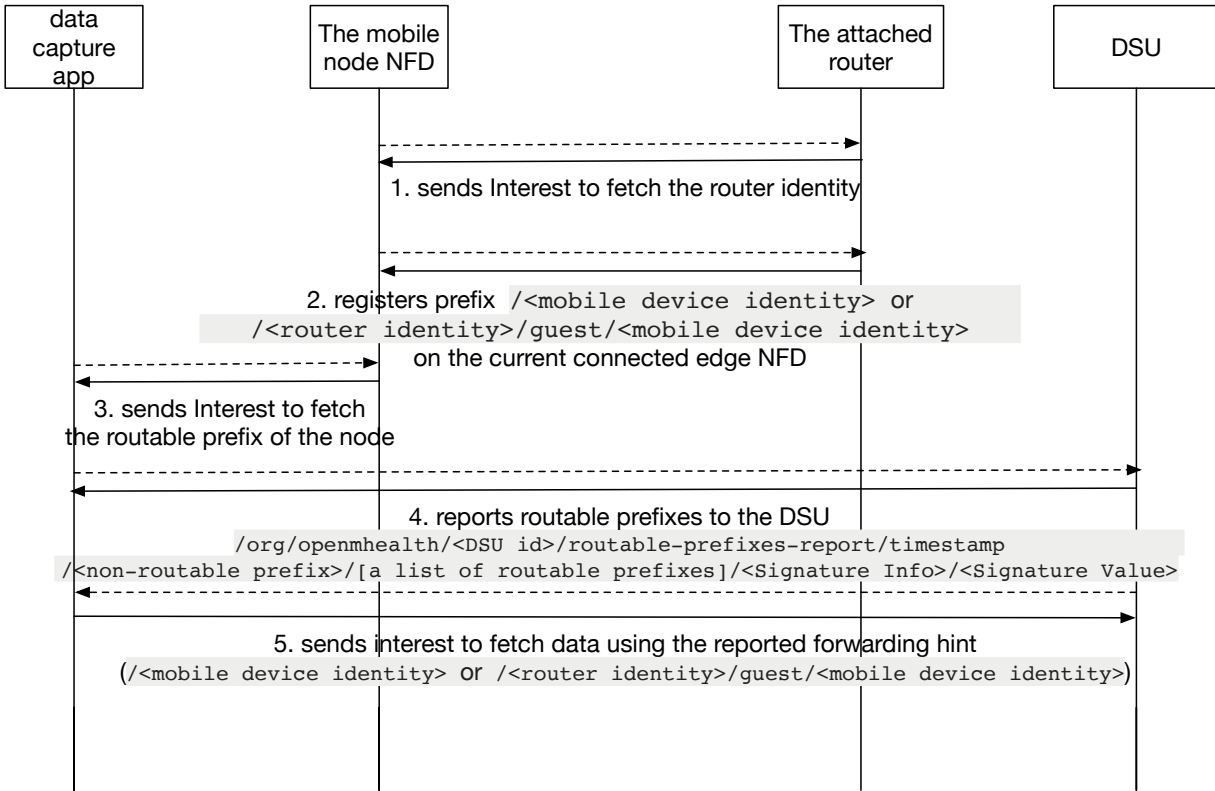 data
capture
app
The mobile
node NFD
The attached
router
DSU
1. sends Interest to fetch the router identity
2. registers prefix /<mobile device identity> or
/<router identity>/guest/<mobile device identity>
on the current connected edge NFD
3. sends Interest to fetch
the routable prefix of the node
4. reports routable prefixes to the DSU
/org/openmhealth/<DSU id>/routable-prefixes-report/timestamp
/<non-routable prefix>/[a list of routable prefixes]/<Signature Info>/<Signature Value>
5. sends interest to fetch data using the reported forwarding hint
(/<mobile device identity> or /<router identity>/guest/<mobile device identity>)